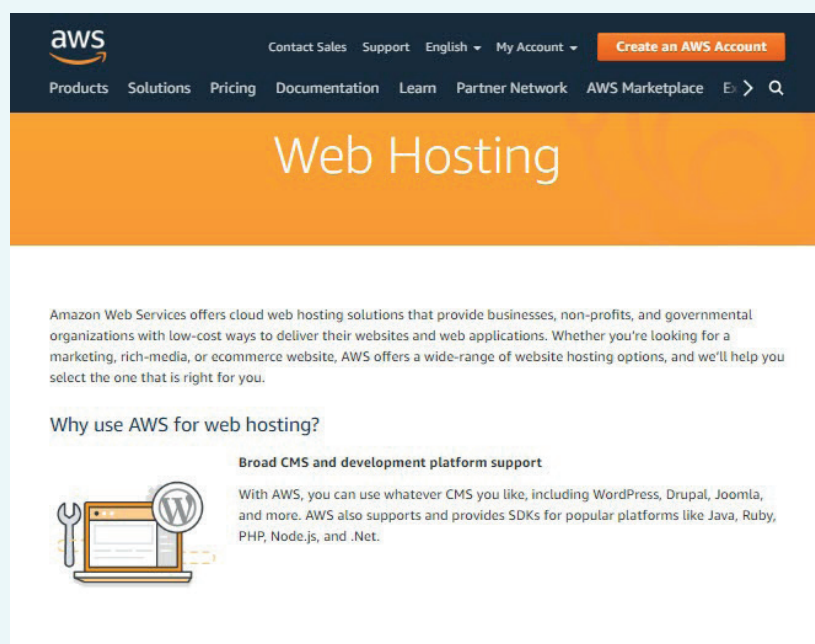 aws
Contact Sales Support English My Account Create an AWS Account
Products Solutions Pricing Documentation Learn Partner Network AWS Marketplace
Web Hosting
Amazon Web Services offers cloud web hosting solutions that provide businesses, non-profits, and governmental
organizations with low-cost ways to deliver their websites and web applications. Whether you're looking for a
marketing, rich-media, or ecommerce website, AWS offers a wide-range of website hosting options, and we'll help you
select the one that is right for you.
Why use AWS for web hosting?
Broad CMS and development platform support
With AWS, you can use whatever CMS you like, including WordPress, Drupal, Joomla,
and more. AWS also supports and provides SDKs for popular platforms like Java, Ruby,
PHP, Node.js, and .Net.